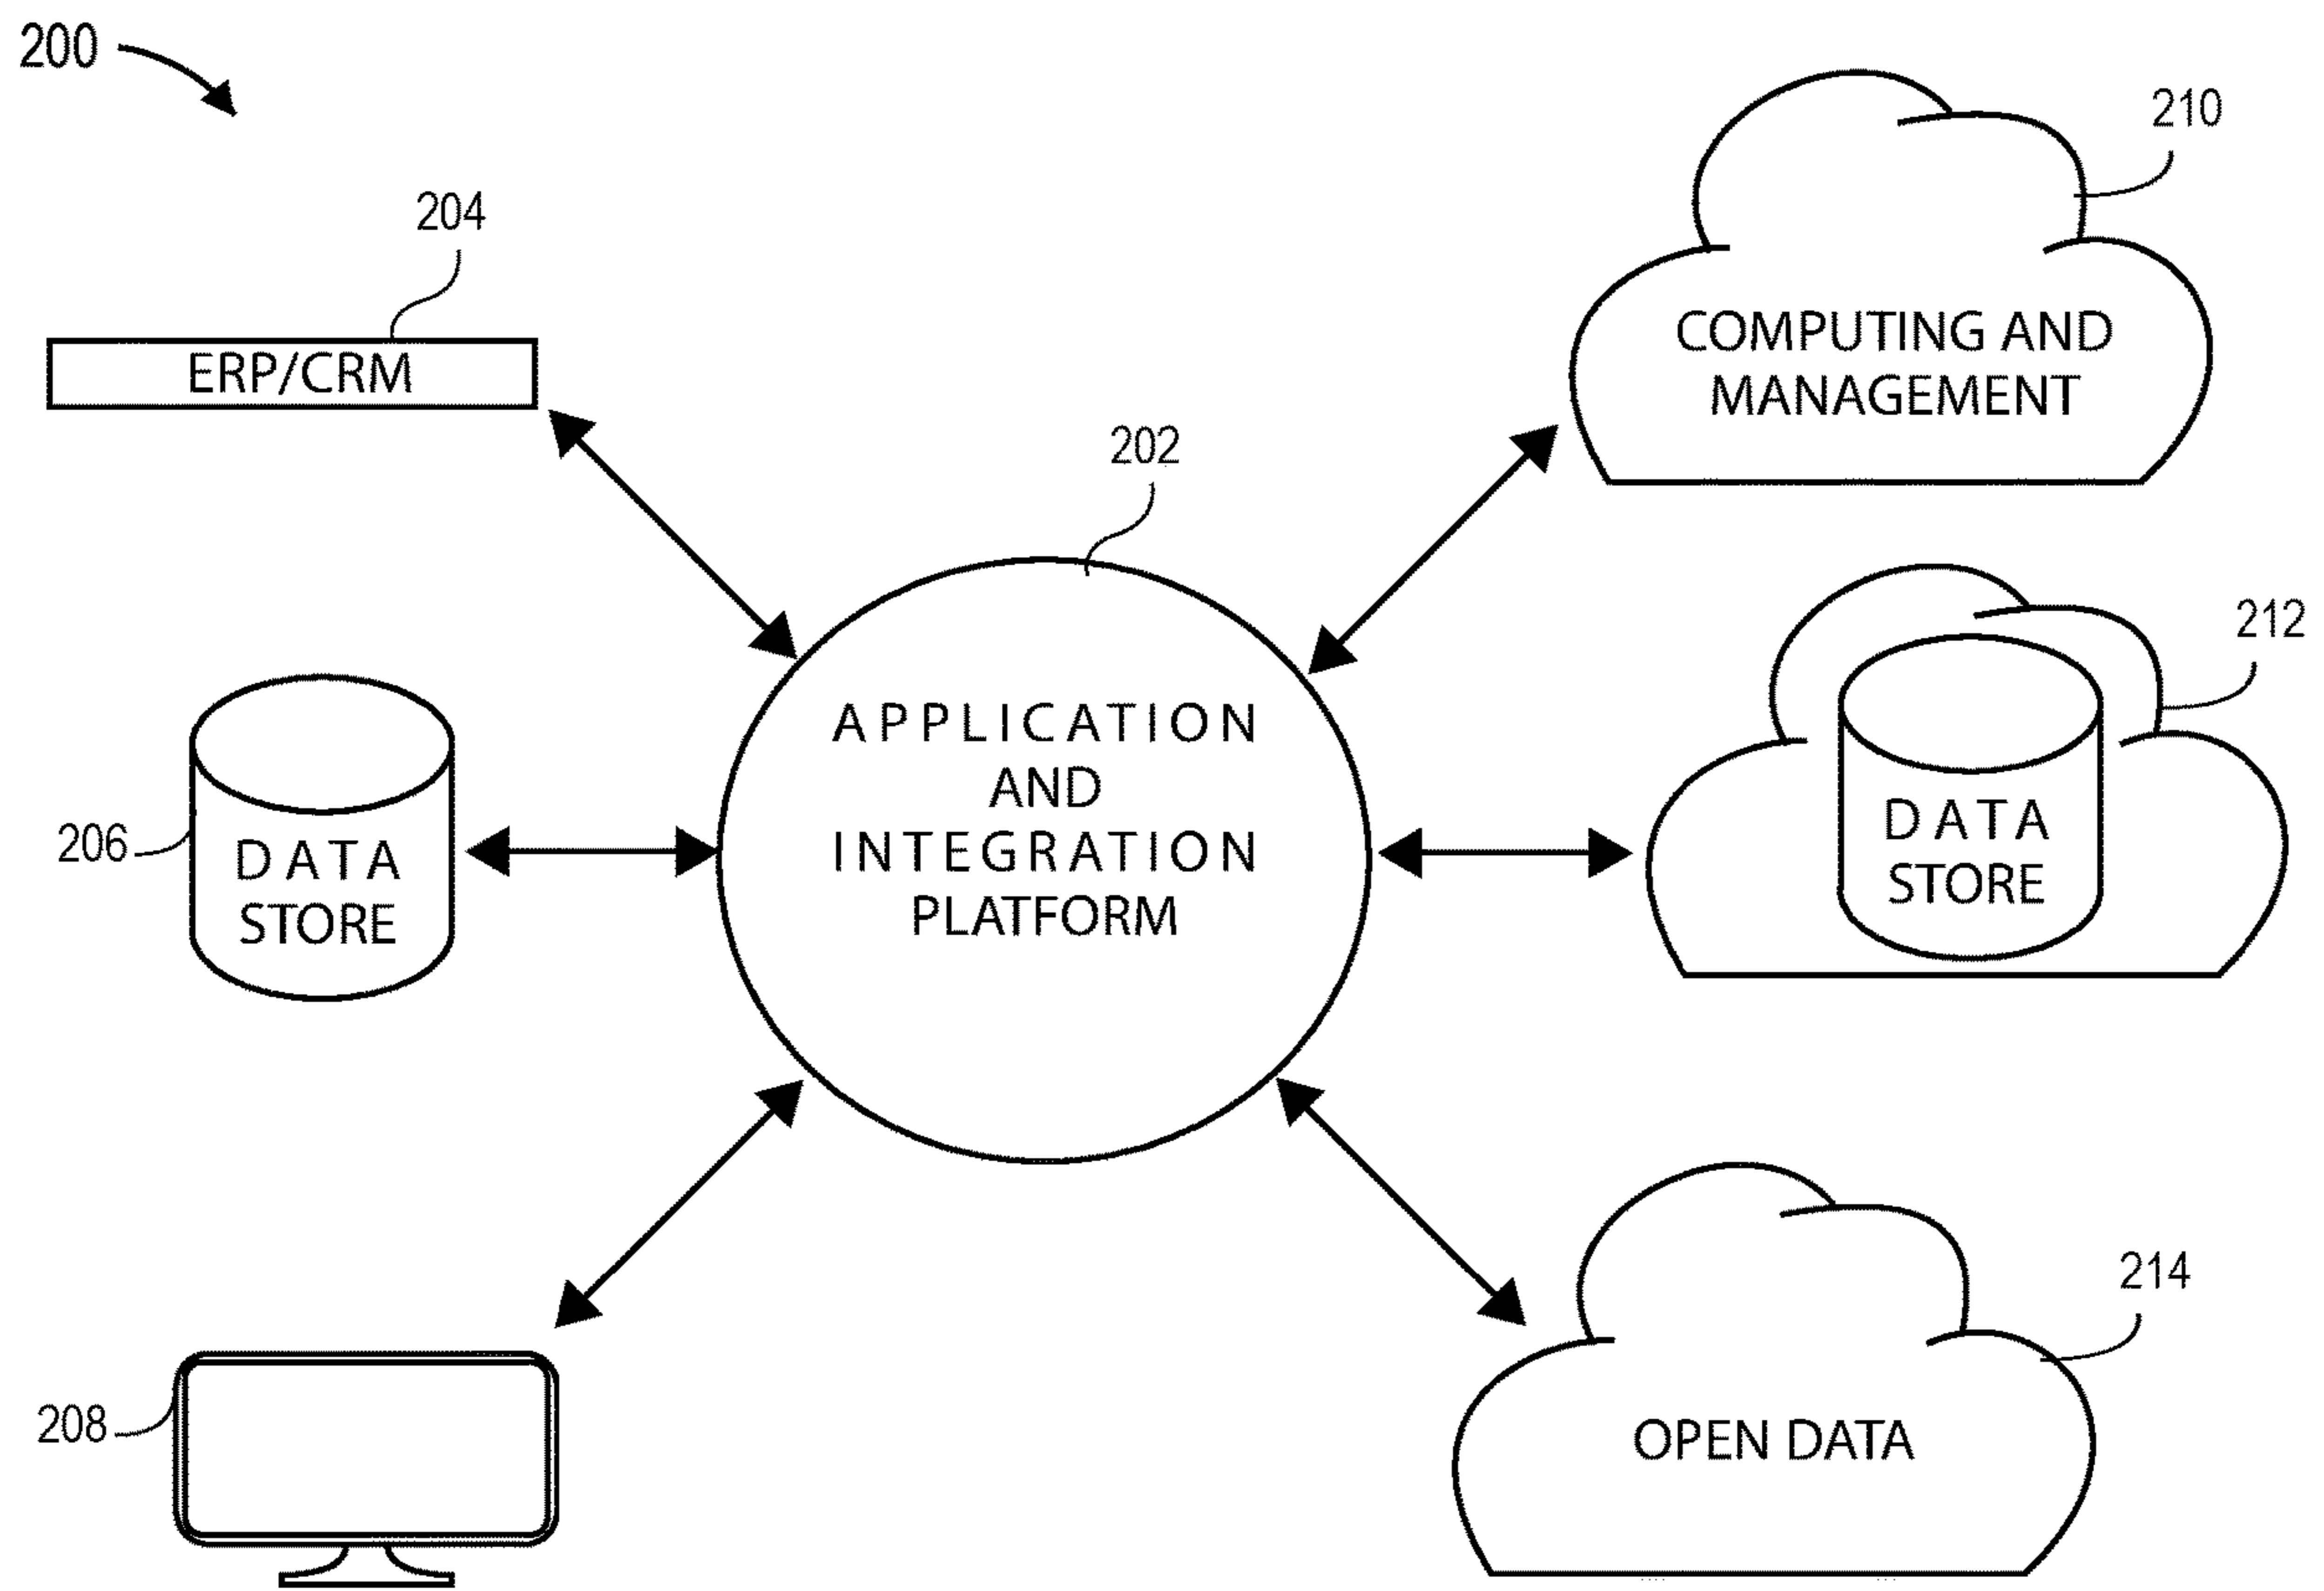 200
210
204
COMPUTING AND
MANAGEMENT
ERP/CRM
202
212
APPLICATION
AND
INTEGRATION
PLATFORM
206
DATA
STORE
DATA
STORE
214
208
OPEN DATA